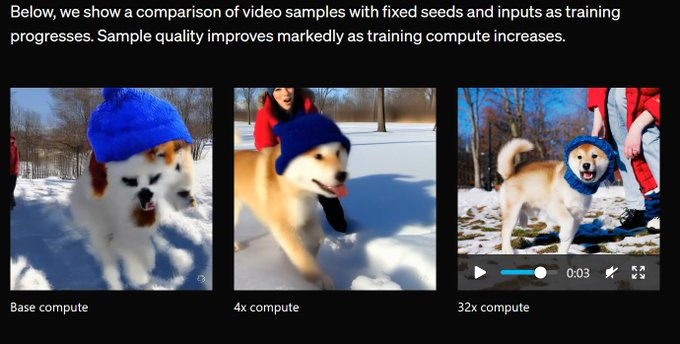 Below, we show a comparison of video samples with fixed seeds and inputs as training
progresses. Sample quality improves markedly as training compute increases.
0:03
Base compute
4x compute
32x compute